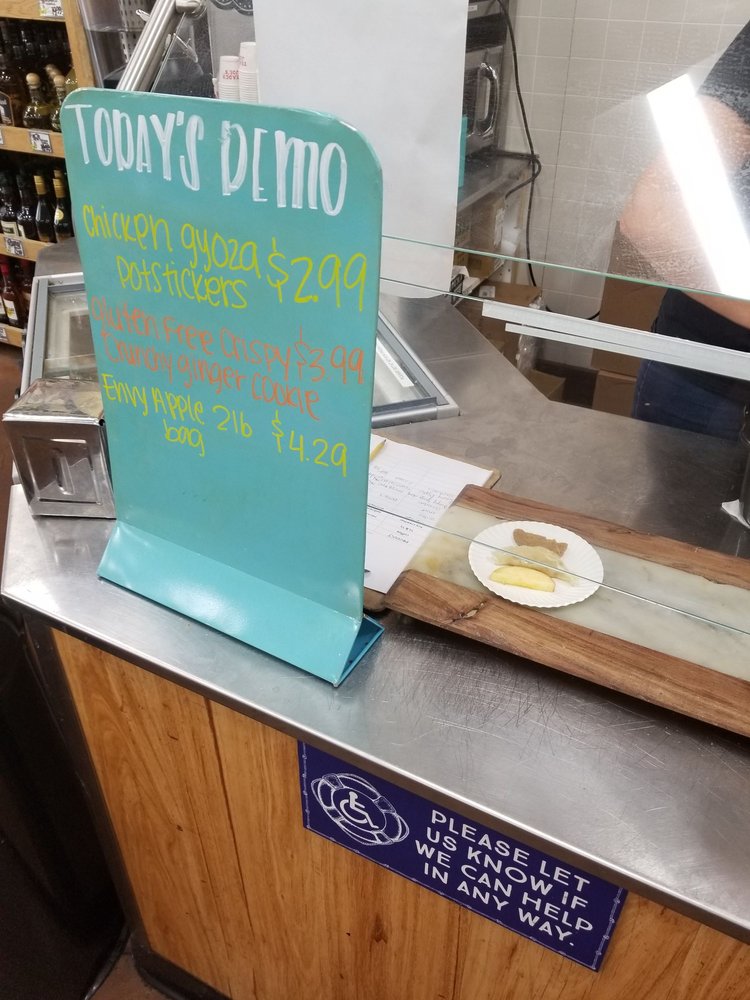 TODAY'S DEMO
Chicken gyoza $2.99
potstickers
gluten free crispy $3.99
crunchy ginger cookie
Envy Apple 2lb $4.29
bag
PLEASE LET
US KNOW IF
WE CAN HELP
IN ANY WAY.